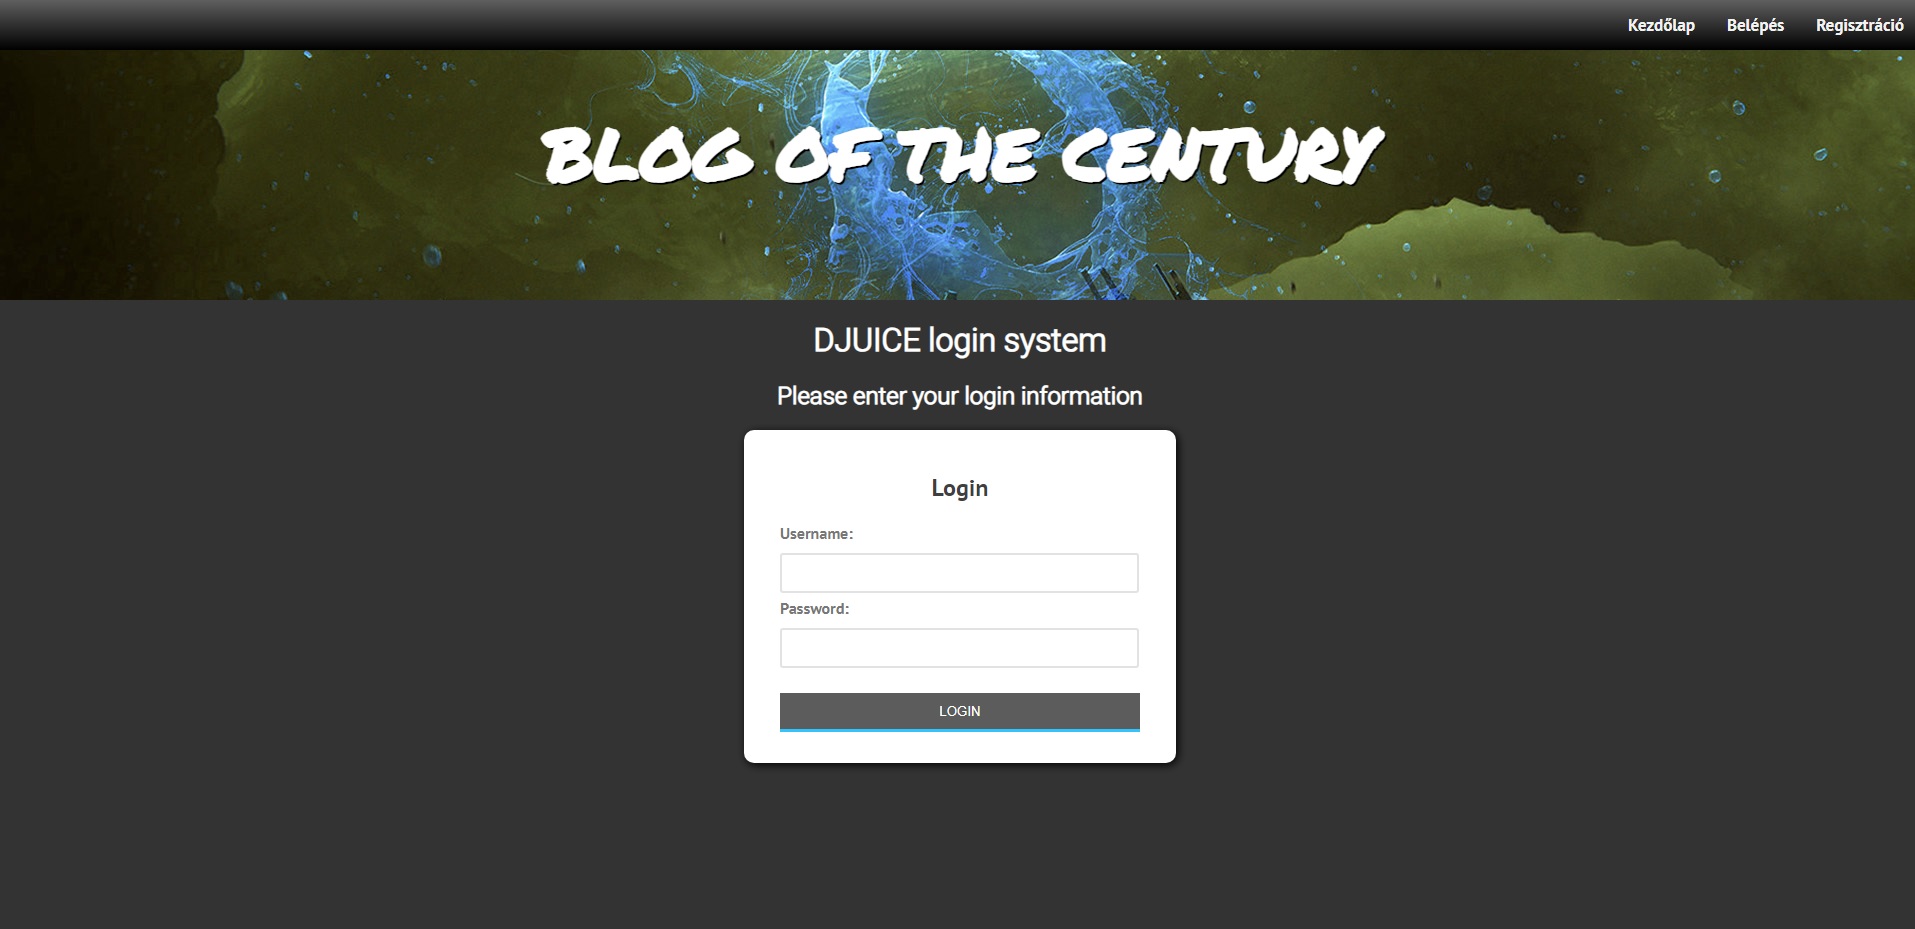 Kezdőlap Belépés Regisztráció
BLOG OF THE CENTURY
DJUICE login system
Please enter your login information
Login
Username:
Password:
LOGIN